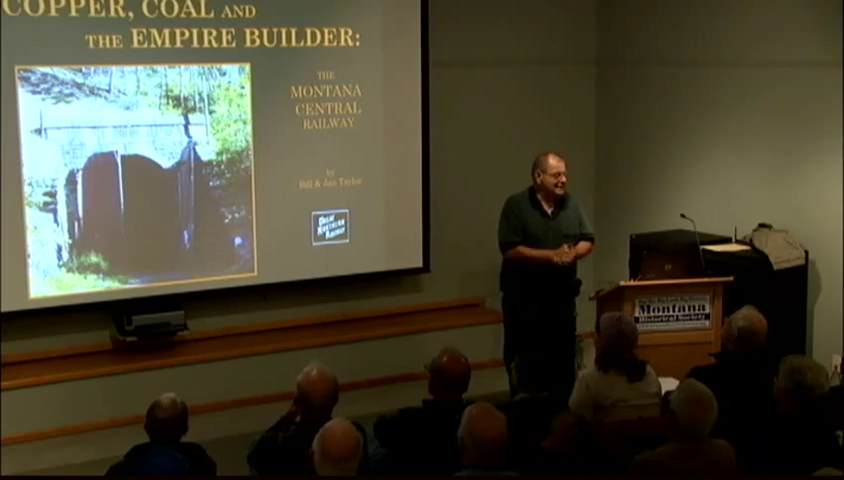 COPPER, COAL AND
THE EMPIRE BUILDER:
THE
MONTANA
CENTRAL
RAILWAY
by
Bill & Jan Taylor
GREAT
NORTHERN
RAILWAY
Montana
Historical Society